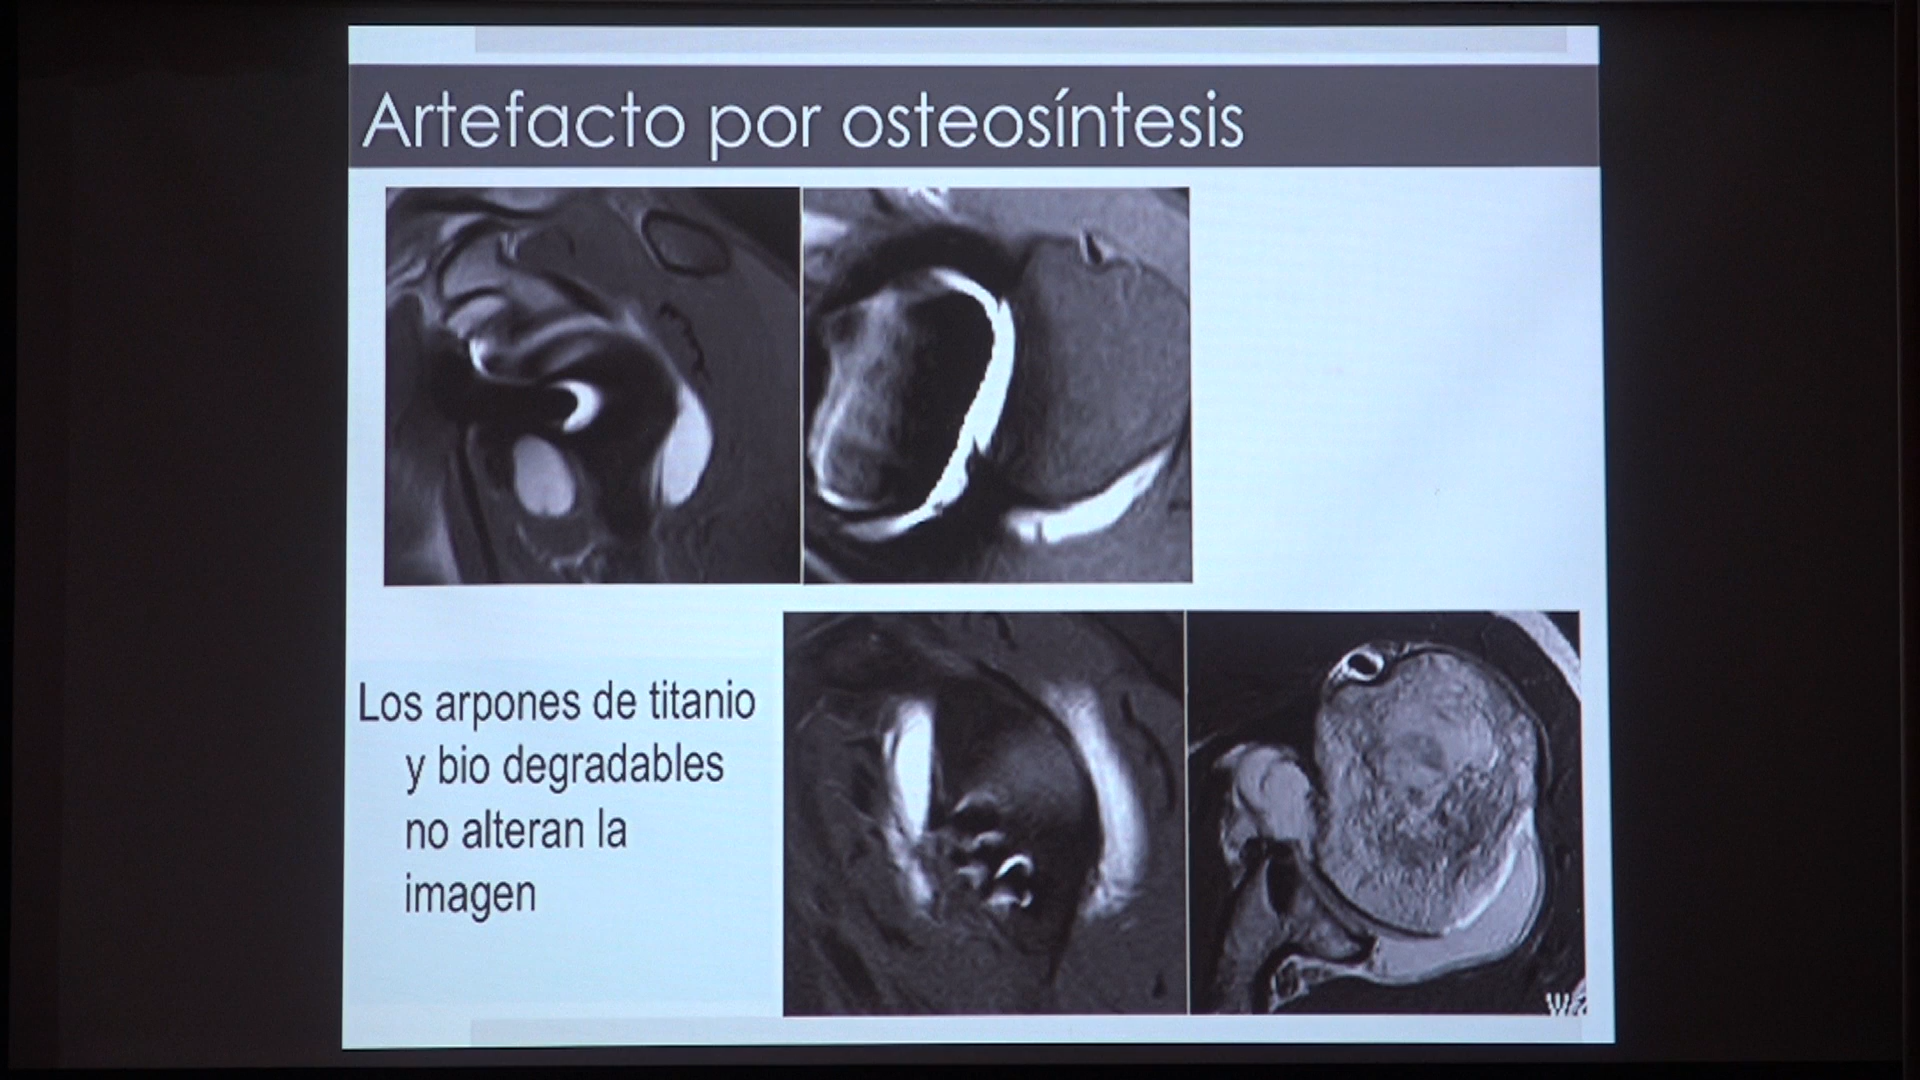 Artefacto por osteosíntesis
Los arpones de titanio
y bio degradables
no alteran la
imagen